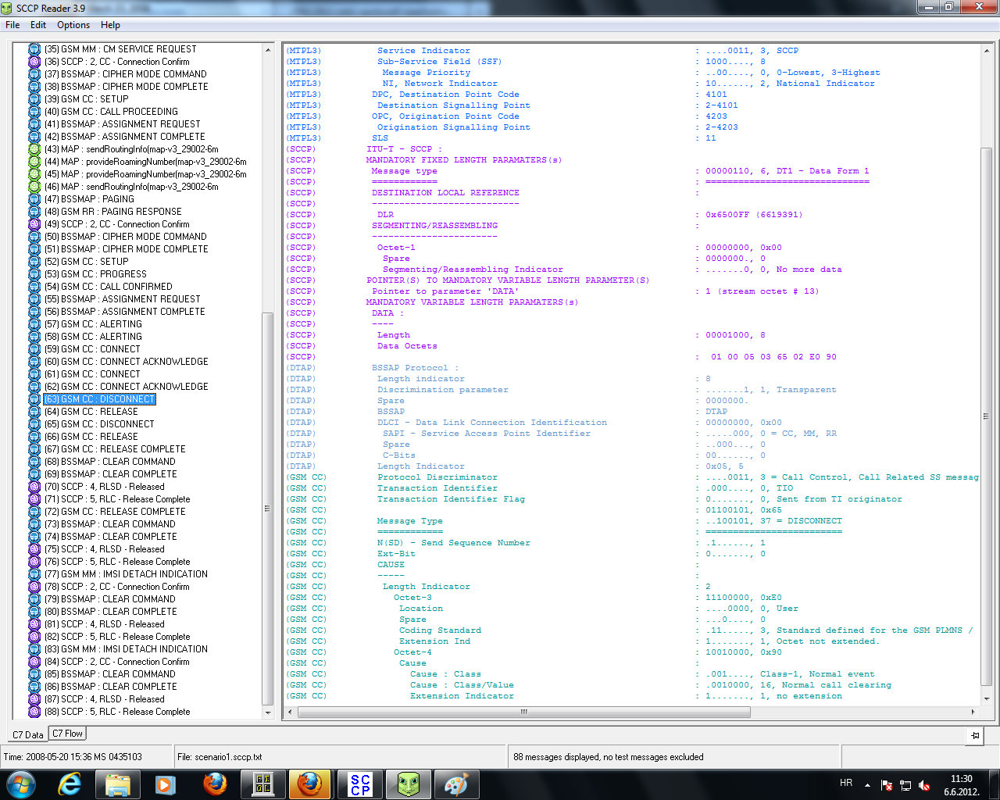 SCCP Reader 3.9
File Edit Options Help
(35) GSM MM : CM SERVICE REQUEST
(36) SCCP : 2, CC - Connection Confirm
(37) BSSMAP : CIPHER MODE COMMAND
(38) BSSMAP : CIPHER MODE COMPLETE
(39) GSM CC : SETUP
(40) GSM CC : CALL PROCEEDING
(41) BSSMAP : ASSIGNMENT REQUEST
(42) BSSMAP : ASSIGNMENT COMPLETE
(43) MAP : sendRoutingInfo(map-v3_29002-6m
(44) MAP : provideRoamingNumber(map-v3_29002-6m
(45) MAP : provideRoamingNumber(map-v3_29002-6m
(46) MAP : sendRoutingInfo(map-v3_29002-6m
(47) BSSMAP : PAGING
(48) GSM RR : PAGING RESPONSE
(49) SCCP : 2, CC - Connection Confirm
(50) BSSMAP : CIPHER MODE COMMAND
(51) BSSMAP : CIPHER MODE COMPLETE
(52) GSM CC : SETUP
(53) GSM CC : PROGRESS
(54) GSM CC : CALL CONFIRMED
(55) BSSMAP : ASSIGNMENT REQUEST
(56) BSSMAP : ASSIGNMENT COMPLETE
(57) GSM CC : ALERTING
(58) GSM CC : ALERTING
(59) GSM CC : CONNECT
(60) GSM CC : CONNECT ACKNOWLEDGE
(61) GSM CC : CONNECT
(62) GSM CC : CONNECT ACKNOWLEDGE
(63) GSM CC : DISCONNECT
(64) GSM CC : RELEASE
(65) GSM CC : DISCONNECT
(66) GSM CC : RELEASE
(67) GSM CC : RELEASE COMPLETE
(68) BSSMAP : CLEAR COMMAND
(69) BSSMAP : CLEAR COMPLETE
(70) SCCP : 4, RLSD - Released
(71) SCCP : 5, RLC - Release Complete
(72) GSM CC : RELEASE COMPLETE
(73) BSSMAP : CLEAR COMMAND
(74) BSSMAP : CLEAR COMPLETE
(75) SCCP : 4, RLSD - Released
(76) SCCP : 5, RLC - Release Complete
(77) GSM MM : IMSI DETACH INDICATION
(78) SCCP : 2, CC - Connection Confirm
(79) BSSMAP : CLEAR COMMAND
(80) BSSMAP : CLEAR COMPLETE
(81) SCCP : 4, RLSD - Released
(82) SCCP : 5, RLC - Release Complete
(83) GSM MM : IMSI DETACH INDICATION
(84) SCCP : 2, CC - Connection Confirm
(85) BSSMAP : CLEAR COMMAND
(86) BSSMAP : CLEAR COMPLETE
(87) SCCP : 4, RLSD - Released
(88) SCCP : 5, RLC - Release Complete
(MTPL3) Service Indicator : ....0011, 3, SCCP
(MTPL3) Sub-Service Field (SSF) : 1000...., 8
(MTPL3) Message Priority : ..00...., 0, 0-Lowest, 3-Highest
(MTPL3) NI, Network Indicator : 10......, 2, National Indicator
(MTPL3) DPC, Destination Point Code : 4101
(MTPL3) Destination Signalling Point : 2-4101
(MTPL3) OPC, Origination Point Code : 4203
(MTPL3) Origination Signalling Point : 2-4203
(MTPL3) SLS : 11
(SCCP) ITU-T - SCCP :
(SCCP) MANDATORY FIXED LENGTH PARAMATERS(s)
(SCCP) Message type : 00000110, 6, DT1 - Data Form 1
(SCCP) ============ : ==============================
(SCCP) DESTINATION LOCAL REFERENCE :
(SCCP) ---------------------------
(SCCP) DLR : 0x6500FF (6619391)
(SCCP) SEGMENTING/REASSEMBLING :
(SCCP) -----------------------
(SCCP) Octet-1 : 00000000, 0x00
(SCCP) Spare : 0000000., 0
(SCCP) Segmenting/Reassembling Indicator : .......0, 0, No more data
(SCCP) POINTER(S) TO MANDATORY VARIABLE LENGTH PARAMETER(S)
(SCCP) Pointer to parameter 'DATA' : 1 (stream octet # 13)
(SCCP) MANDATORY VARIABLE LENGTH PARAMATERS(s)
(SCCP) DATA :
(SCCP) ----
(SCCP) Length : 00001000, 8
(SCCP) Data Octets
(SCCP) : 01 00 05 03 65 02 E0 90
(DTAP) BSSAP Protocol :
(DTAP) Length indicator : 8
(DTAP) Discrimination parameter : .......1, 1, Transparent
(DTAP) Spare : 0000000.
(DTAP) BSSAP : DTAP
(DTAP) DLCI - Data Link Connection Identification : 00000000, 0x00
(DTAP) SAPI - Service Access Point Identifier : .....000, 0 = CC, MM, RR
(DTAP) Spare : ..000..., 0
(DTAP) C-Bits : 00......, 0
(DTAP) Length Indicator : 0x05, 5
(GSM CC) Protocol Discriminator : ....0011, 3 = Call Control, Call Related SS messag
(GSM CC) Transaction Identifier : .000...., 0, TIO
(GSM CC) Transaction Identifier Flag : 0......., 0, Sent from TI originator
(GSM CC) : 01100101, 0x65
(GSM CC) Message Type : ..100101, 37 = DISCONNECT
(GSM CC) ============ : =========================
(GSM CC) N(SD) - Send Sequence Number : .1......, 1
(GSM CC) Ext-Bit : 0......., 0
(GSM CC) CAUSE :
(GSM CC) -----
(GSM CC) Length Indicator : 2
(GSM CC) Octet-3 : 11100000, 0xE0
(GSM CC) Location : ....0000, 0, User
(GSM CC) Spare : ...0...., 0
(GSM CC) Coding Standard : .11....., 3, Standard defined for the GSM PLMNS /
(GSM CC) Extension Ind : 1......., 1, Octet not extended.
(GSM CC) Octet-4 : 10010000, 0x90
(GSM CC) Cause :
(GSM CC) Cause : Class : .001...., Class-1, Normal event
(GSM CC) Cause : Class/Value : .0010000, 16, Normal call clearing
(GSM CC) Extension Indicator : 1......., 1, no extension
C7 Data C7 Flow
Time: 2008-05-20 15:36 MS 0435103 File: scenario1.sccp.txt 88 messages displayed, no test messages excluded
SCCP
HR 11:30
6.6.2012.